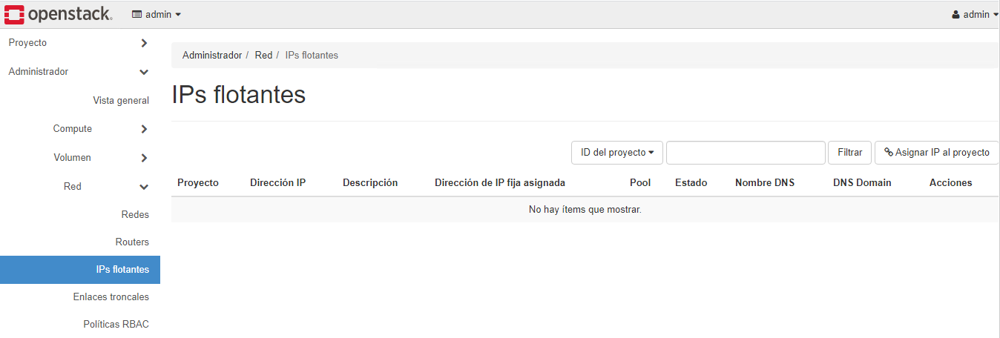 openstack. admin admin
Proyecto
Administrador
Vista general
Compute
Volumen
Red
Redes
Routers
IPs flotantes
Enlaces troncales
Políticas RBAC
Administrador / Red / IPs flotantes
IPs flotantes
ID del proyecto Filtrar Asignar IP al proyecto
Proyecto Dirección IP Descripción Dirección de IP fija asignada Pool Estado Nombre DNS DNS Domain Acciones
No hay ítems que mostrar.